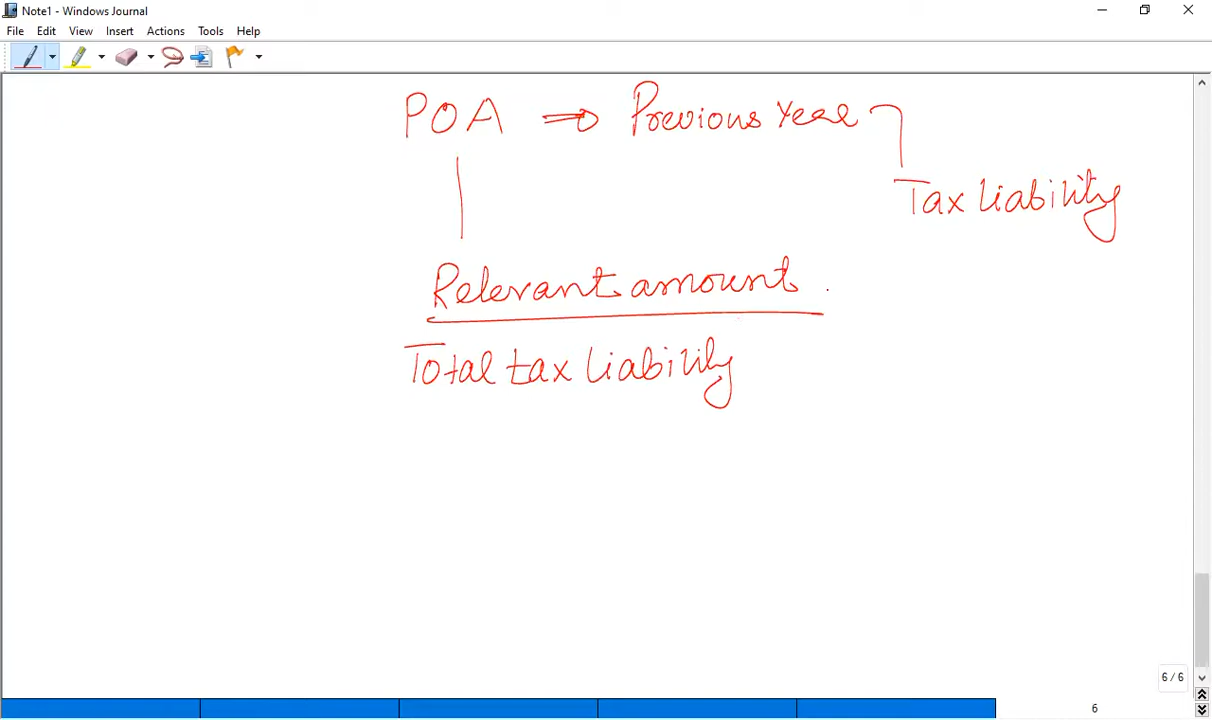 Note1 - Windows Journal
File Edit View Insert Actions Tools Help
POA ⇒ Previous Year
Tax liability
Relevant amount
Total tax liability
6 / 6
6